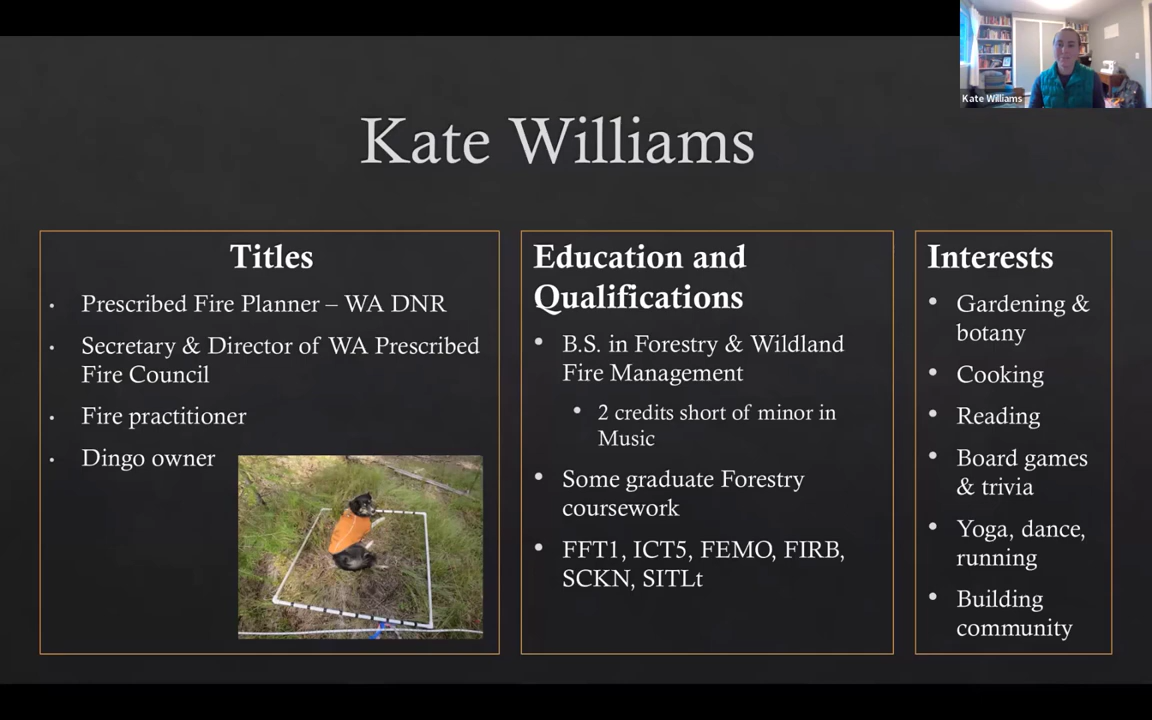 Kate Williams
Kate Williams
Titles
Prescribed Fire Planner – WA DNR
Secretary & Director of WA Prescribed
Fire Council
Fire practitioner
Dingo owner
Education and
Qualifications
B.S. in Forestry & Wildland
Fire Management
2 credits short of minor in
Music
Some graduate Forestry
coursework
FFT1, ICT5, FEMO, FIRB,
SCKN, SITLt
Interests
Gardening &
botany
Cooking
Reading
Board games
& trivia
Yoga, dance,
running
Building
community